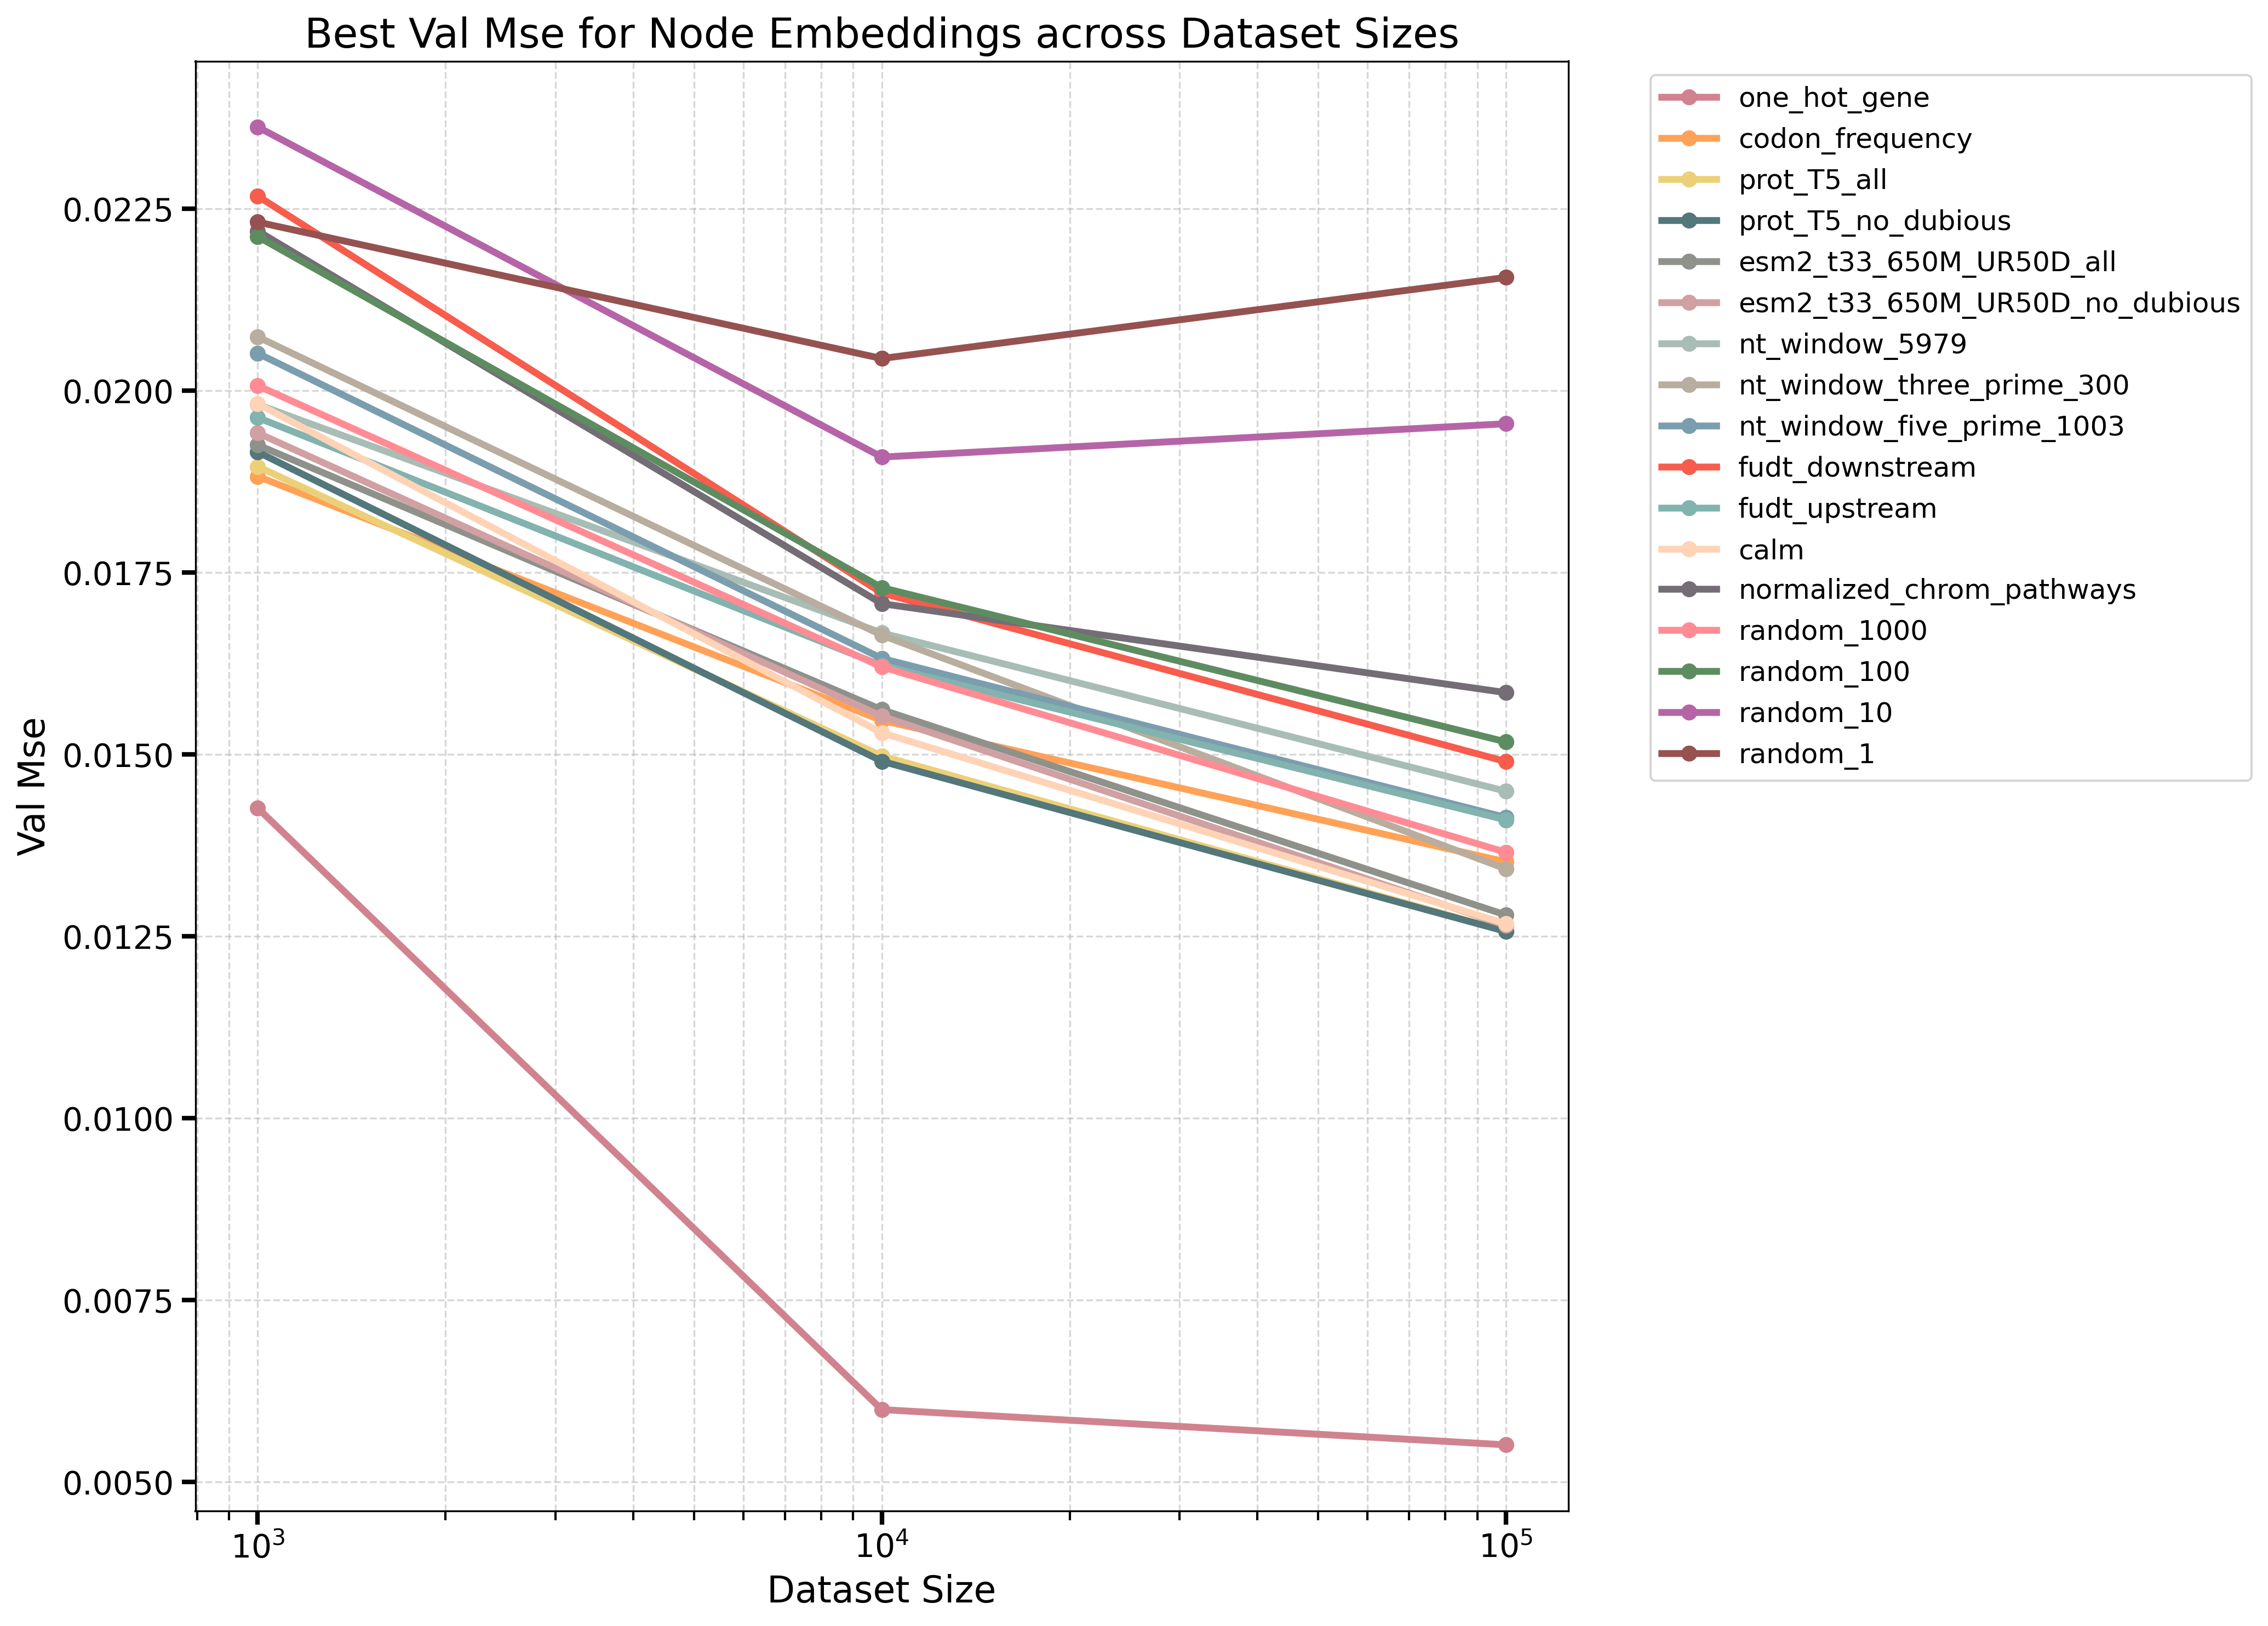 Best Val Mse for Node Embeddings across Dataset Sizes
one_hot_gene
codon_frequency
prot_T5_all
prot_T5_no_dubious
esm2_t33_650M_UR50D_all
esm2_t33_650M_UR50D_no_dubious
nt_window_5979
nt_window_three_prime_300
nt_window_five_prime_1003
fudt_downstream
fudt_upstream
calm
normalized_chrom_pathways
random_1000
random_100
random_10
random_1
Val Mse
0.0225
0.0200
0.0175
0.0150
0.0125
0.0100
0.0075
0.0050
10³ 10⁴ 10⁵
Dataset Size